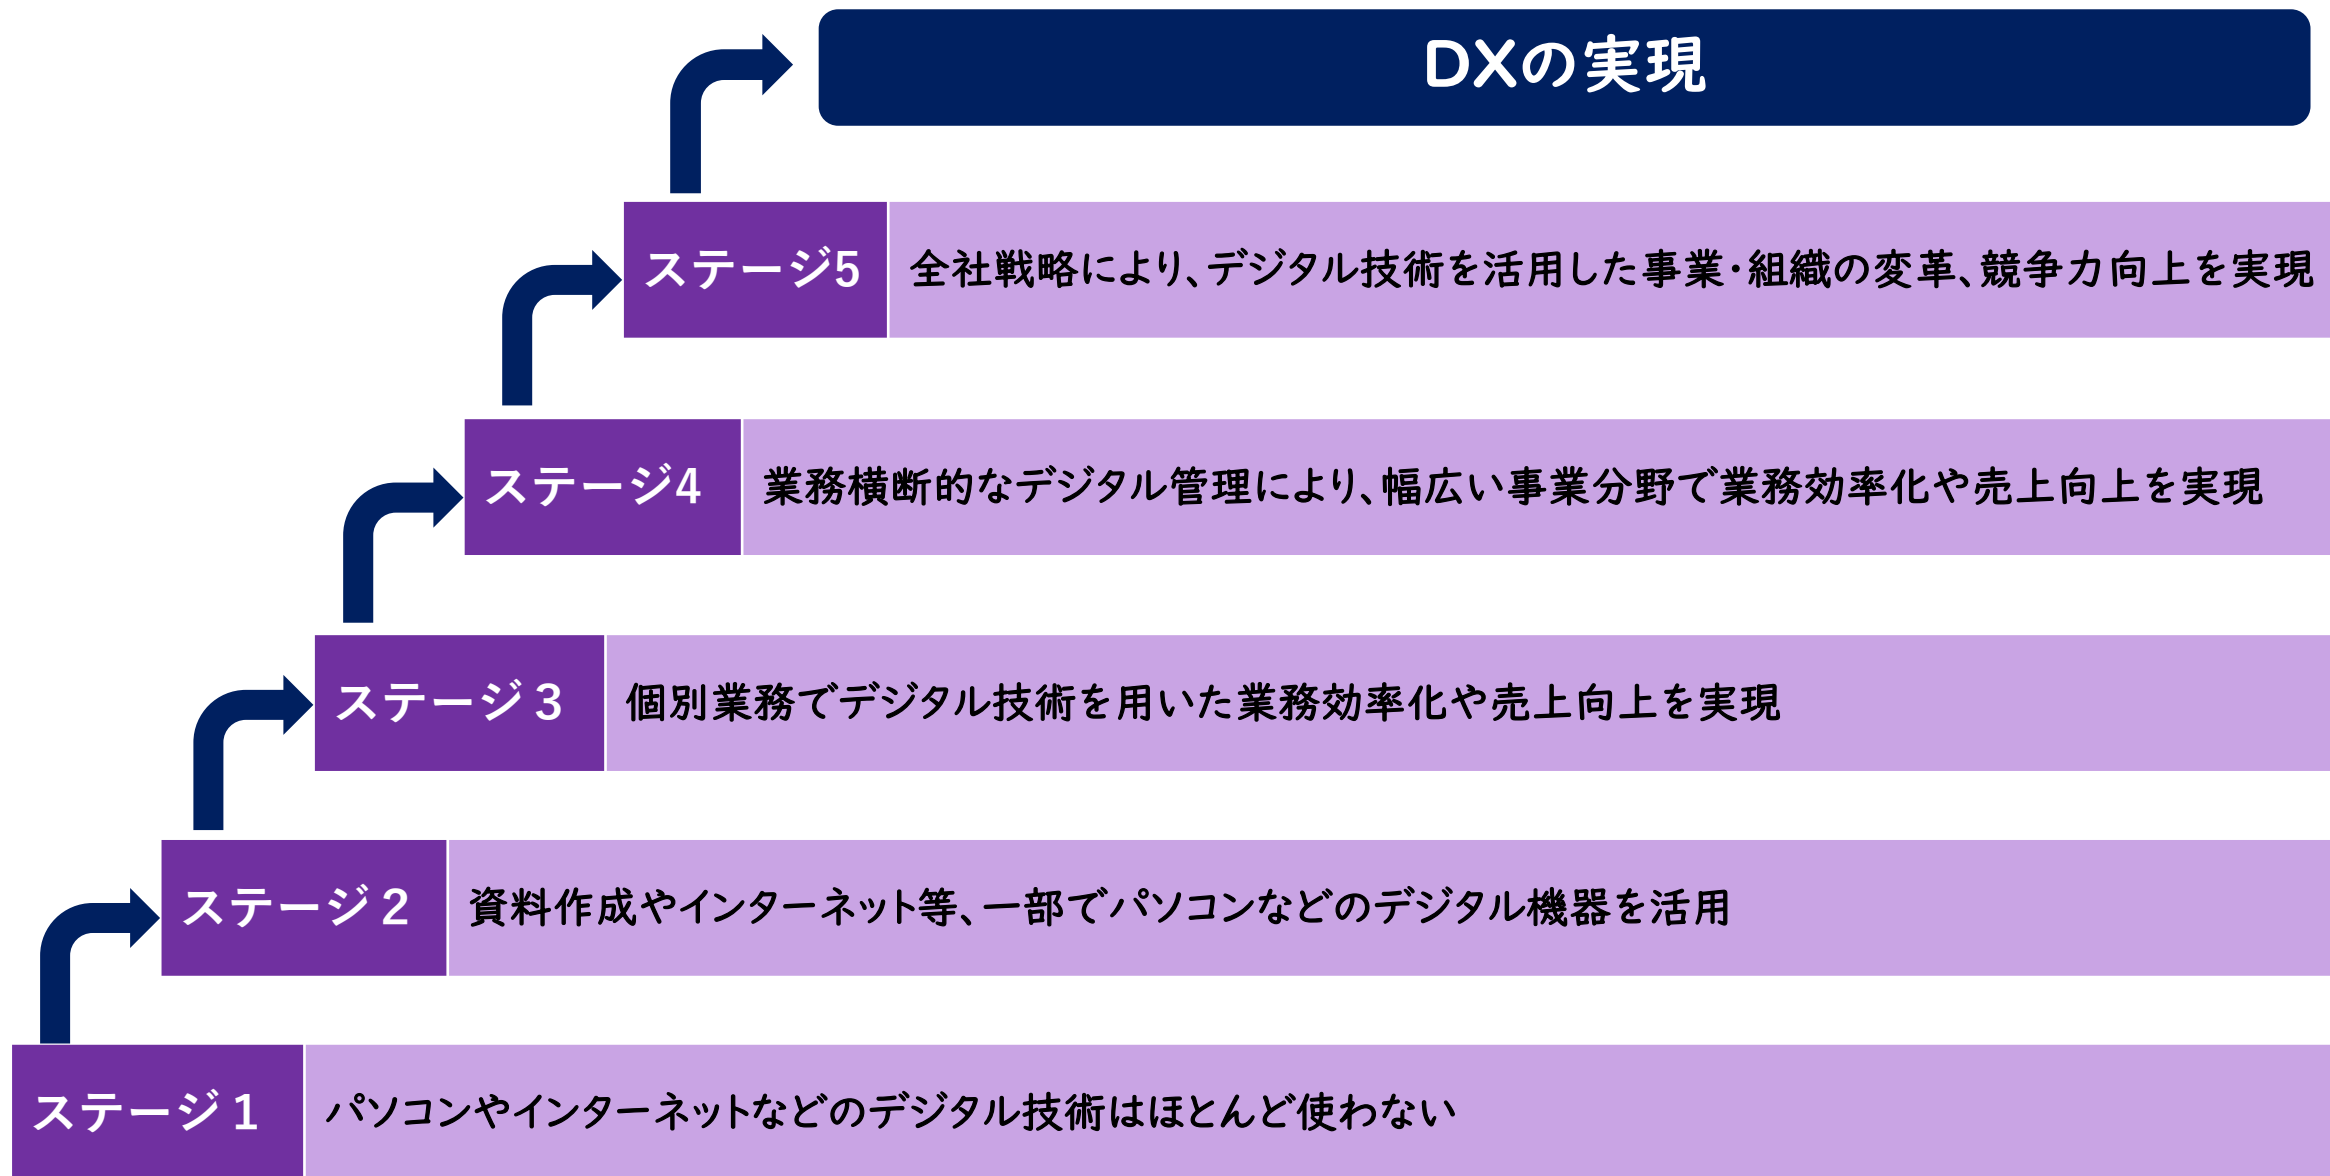 DXの実現
ステージ5 全社戦略により、デジタル技術を活用した事業・組織の変革、競争力向上を実現
ステージ4 業務横断的なデジタル管理により、幅広い事業分野で業務効率化や売上向上を実現
ステージ３ 個別業務でデジタル技術を用いた業務効率化や売上向上を実現
ステージ２ 資料作成やインターネット等、一部でパソコンなどのデジタル機器を活用
ステージ１ パソコンやインターネットなどのデジタル技術はほとんど使わない